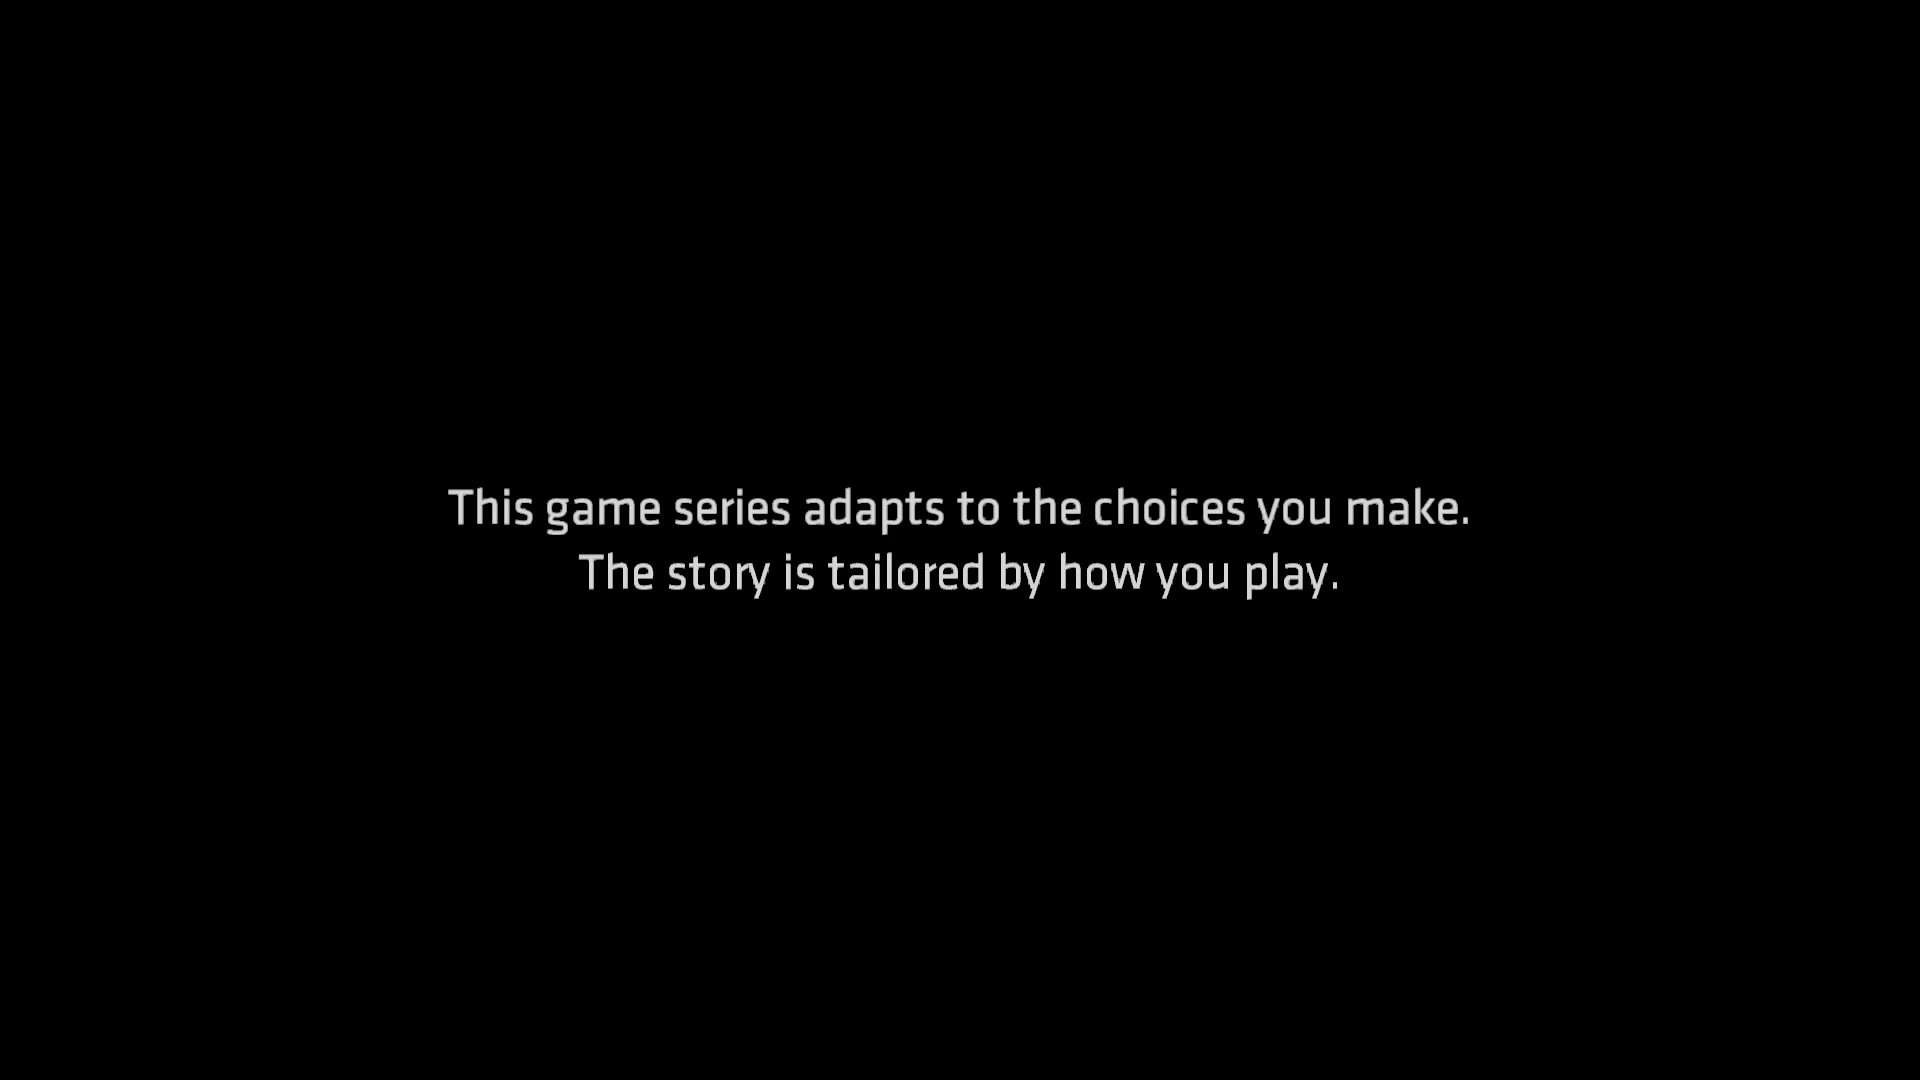 This game series adapts to the choices you make.
The story is tailored by how you play.